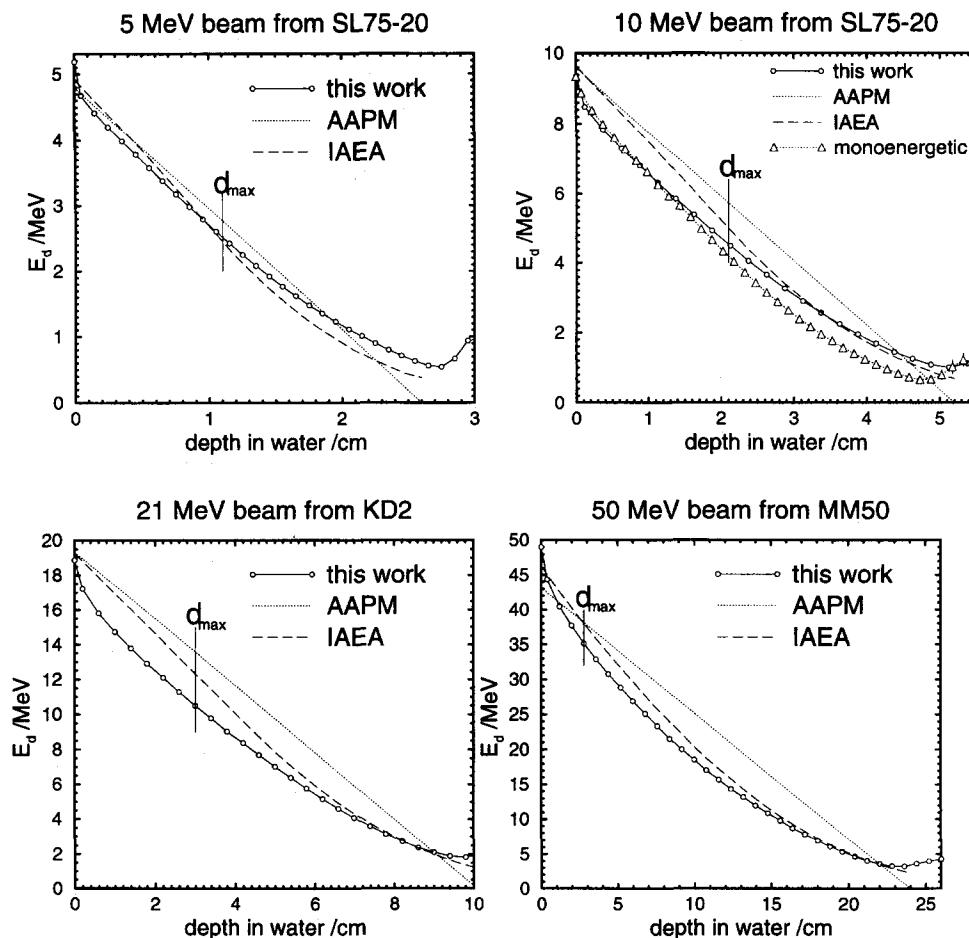 5 MeV beam from SL75-20
10 MeV beam from SL75-20
5
4
3
2
1
0
E_d /MeV
this work
AAPM
IAEA
d_max
0 1 2 3
depth in water /cm
10
8
6
4
2
0
E_d /MeV
this work
AAPM
IAEA
monoenergetic
d_max
0 1 2 3 4 5
depth in water /cm
21 MeV beam from KD2
50 MeV beam from MM50
20
18
16
14
12
10
8
6
4
2
0
E_d /MeV
this work
AAPM
IAEA
d_max
0 2 4 6 8 10
depth in water /cm
50
45
40
35
30
25
20
15
10
5
0
E_d /MeV
this work
AAPM
IAEA
d_max
0 5 10 15 20 25
depth in water /cm